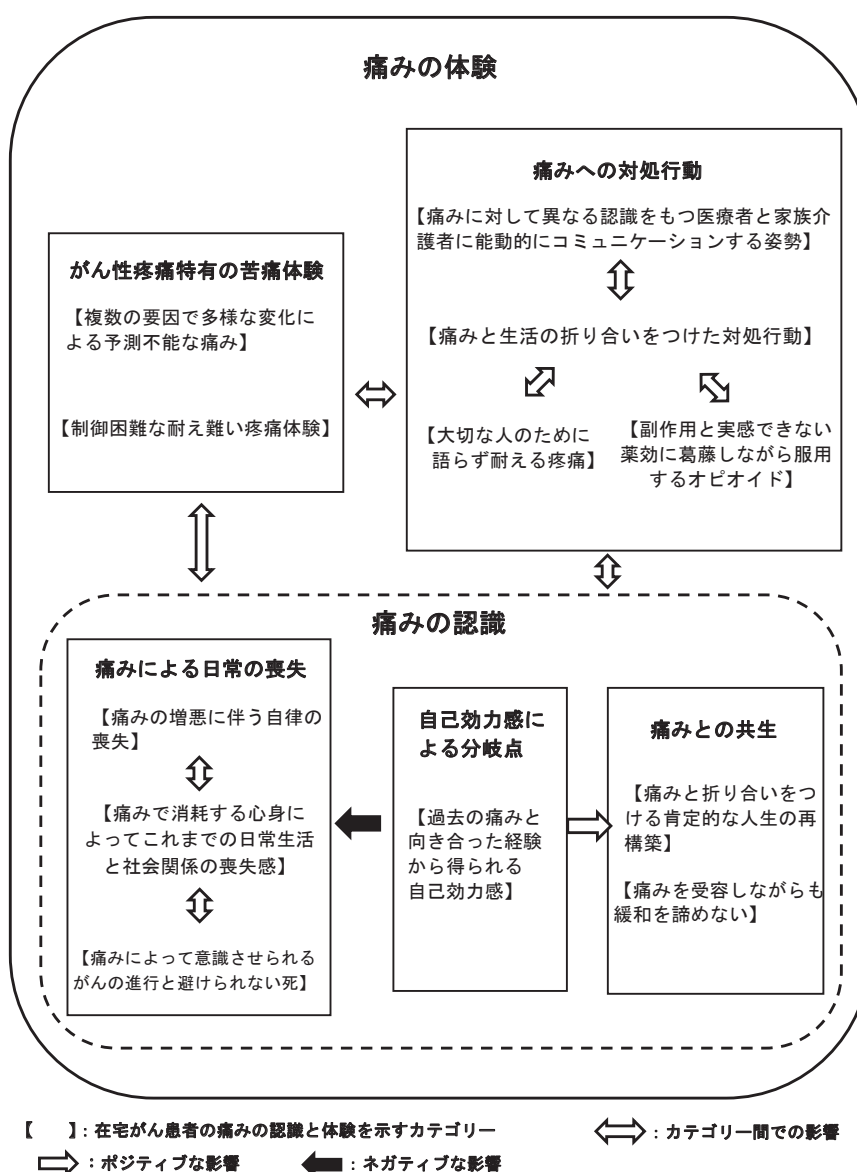 痛みの体験
痛みへの対処行動
【痛みに対して異なる認識をもつ医療者と家族介
護者に能動的にコミュニケーションする姿勢】
【痛みと生活の折り合いをつけた対処行動】
【大切な人のために
語らず耐える疼痛】
【副作用と実感できない
薬効に葛藤しながら服用
するオピオイド】
がん性疼痛特有の苦痛体験
【複数の要因で多様な変化に
よる予測不能な痛み】
【制御困難な耐え難い疼痛体験】
痛みの認識
痛みによる日常の喪失
【痛みの増悪に伴う自律の
喪失】
【痛みで消耗する心身に
よってこれまでの日常生活
と社会関係の喪失感】
【痛みによって意識させられる
がんの進行と避けられない死】
自己効力感に
よる分岐点
【過去の痛みと
向き合った経験
から得られる
自己効力感】
痛みとの共生
【痛みと折り合いをつ
ける肯定的な人生の再
構築】
【痛みを受容しながらも
緩和を諦めない】
【　　】：在宅がん患者の痛みの認識と体験を示すカテゴリー
：カテゴリー間での影響
：ポジティブな影響
：ネガティブな影響